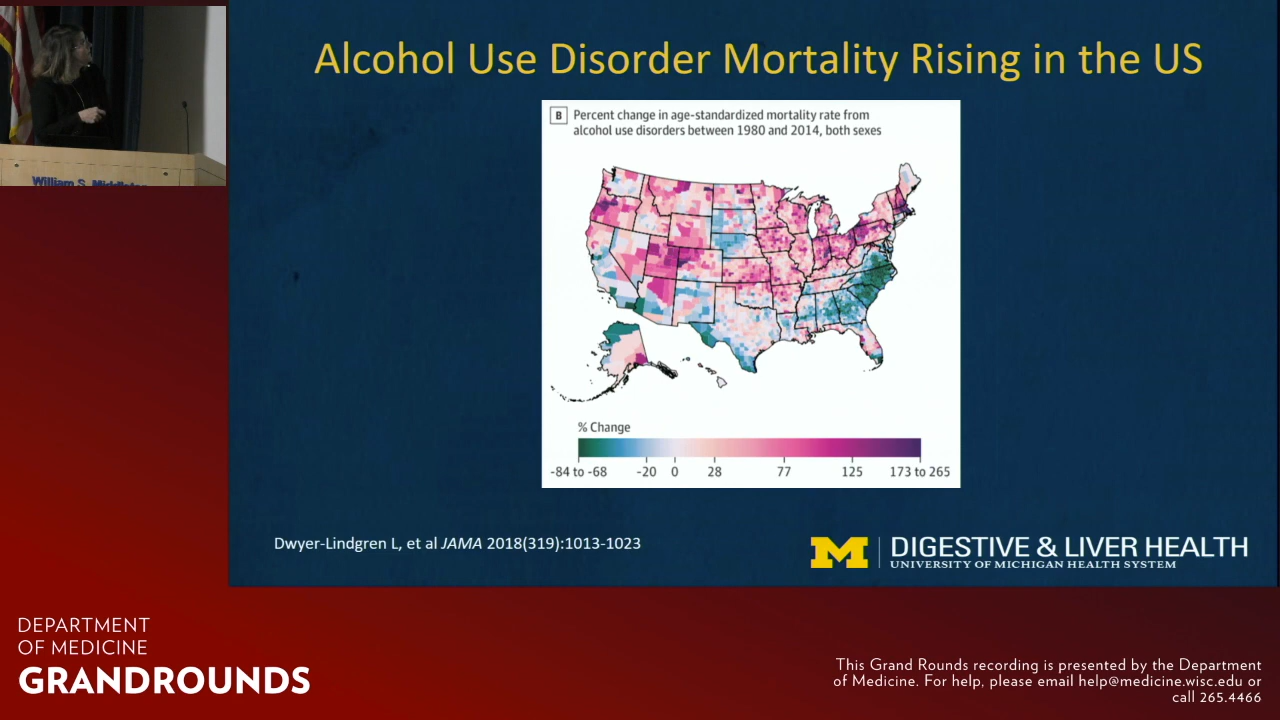 Alcohol Use Disorder Mortality Rising in the US
B Percent change in age-standardized mortality rate from
alcohol use disorders between 1980 and 2014, both sexes
% Change
-84 to -68 -20 0 28 77 125 173 to 265
Dwyer-Lindgren L, et al JAMA 2018(319):1013-1023
M DIGESTIVE & LIVER HEALTH
UNIVERSITY OF MICHIGAN HEALTH SYSTEM
William S.
DEPARTMENT
OF MEDICINE
GRANDROUNDS
This Grand Rounds recording is presented by the Department
of Medicine. For help, please email help@medicine.wisc.edu or
call 265.4466